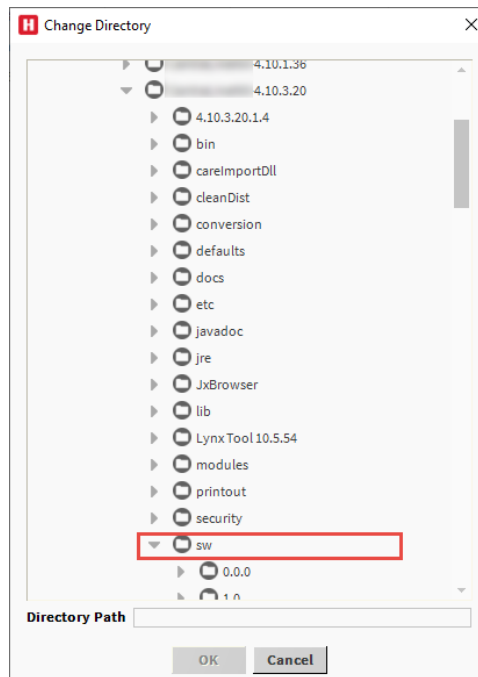 H Change Directory
4.10.1.36
4.10.3.20
4.10.3.20.1.4
bin
careImportDll
cleanDist
conversion
defaults
docs
etc
javadoc
jre
JxBrowser
lib
Lynx Tool 10.5.54
modules
printout
security
sw
0.0.0
1.0
Directory Path
OK Cancel